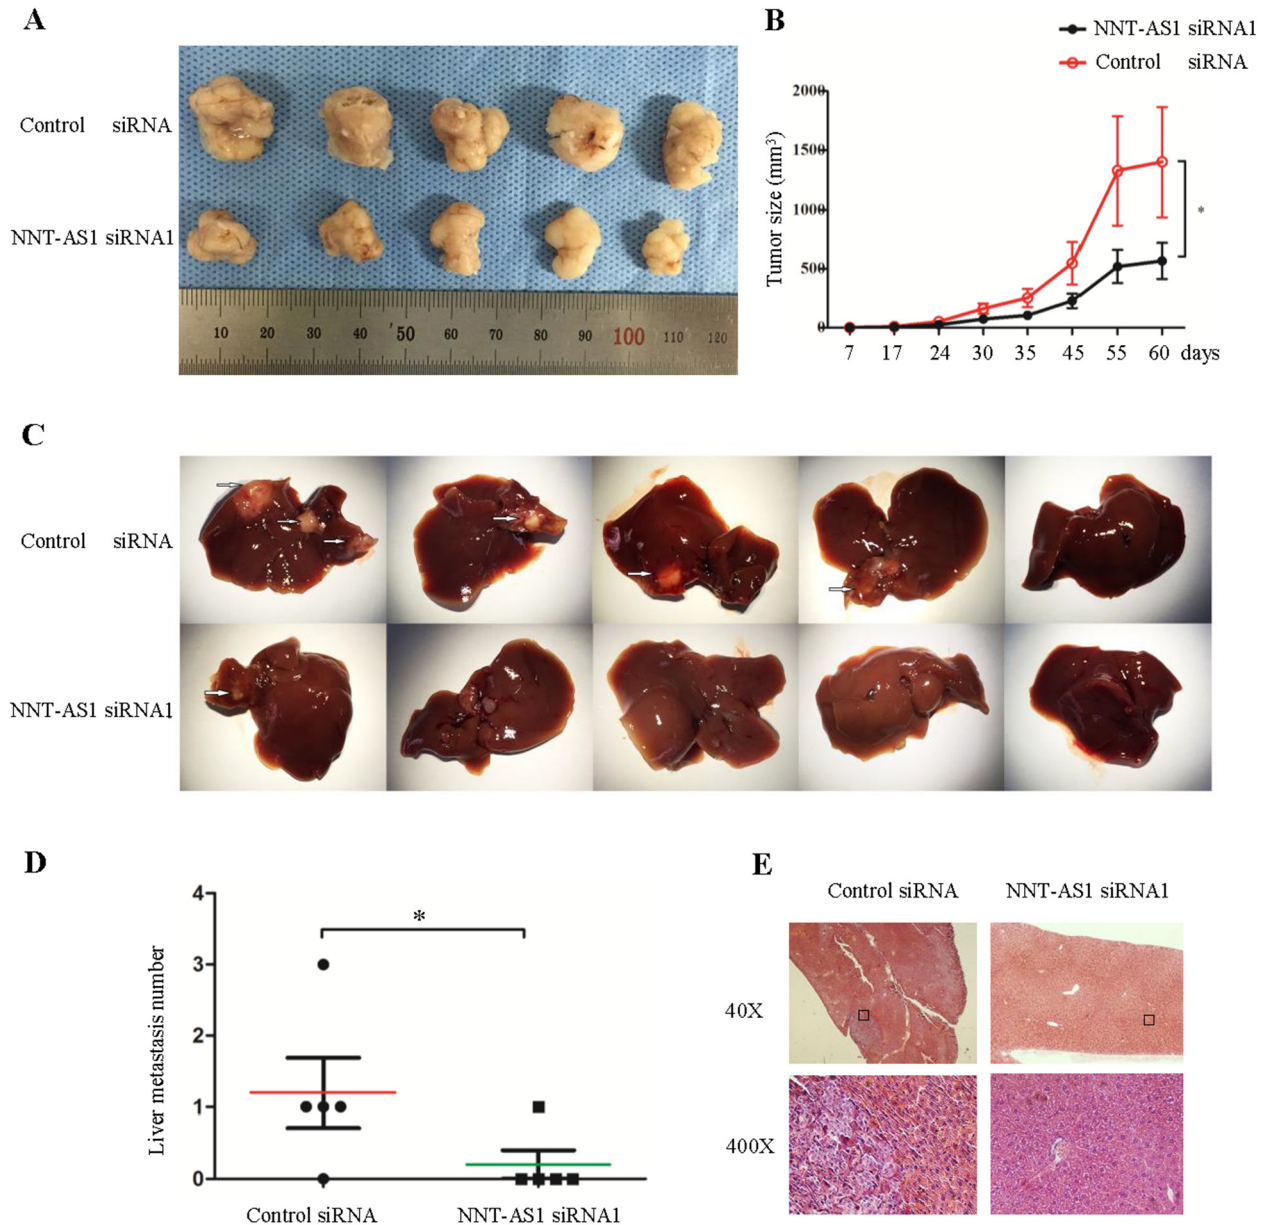 A
Control siRNA
NNT-AS1 siRNA1
10 20 30 40 50 60 70 80 90 100 110 120
B
NNT-AS1 siRNA1
Control siRNA
Tumor size (mm³)
2000
1500
1000
500
0
*
7 17 24 30 35 45 55 60 days
C
Control siRNA
NNT-AS1 siRNA1
D
Liver metastasis number
4
3
2
1
0
*
Control siRNA NNT-AS1 siRNA1
E
Control siRNA NNT-AS1 siRNA1
40X
400X